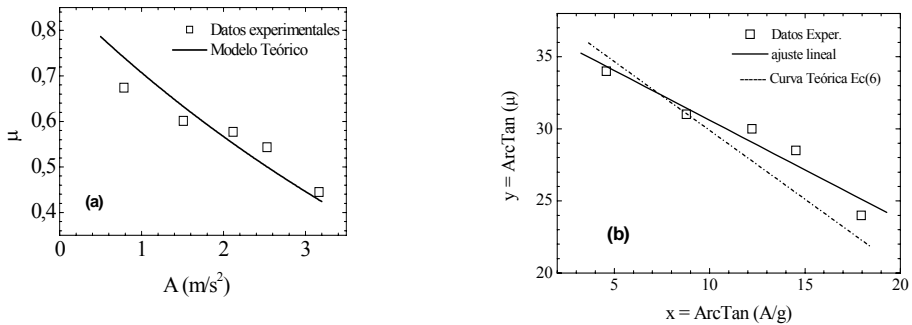 0,8
0,7
0,6
0,5
0,4
μ
Datos experimentales
Modelo Teórico
(a)
0 1 2 3
A (m/s²)
35
30
25
20
y = ArcTan (μ)
Datos Exper.
ajuste lineal
Curva Teórica Ec(6)
(b)
5 10 15 20
x = ArcTan (A/g)